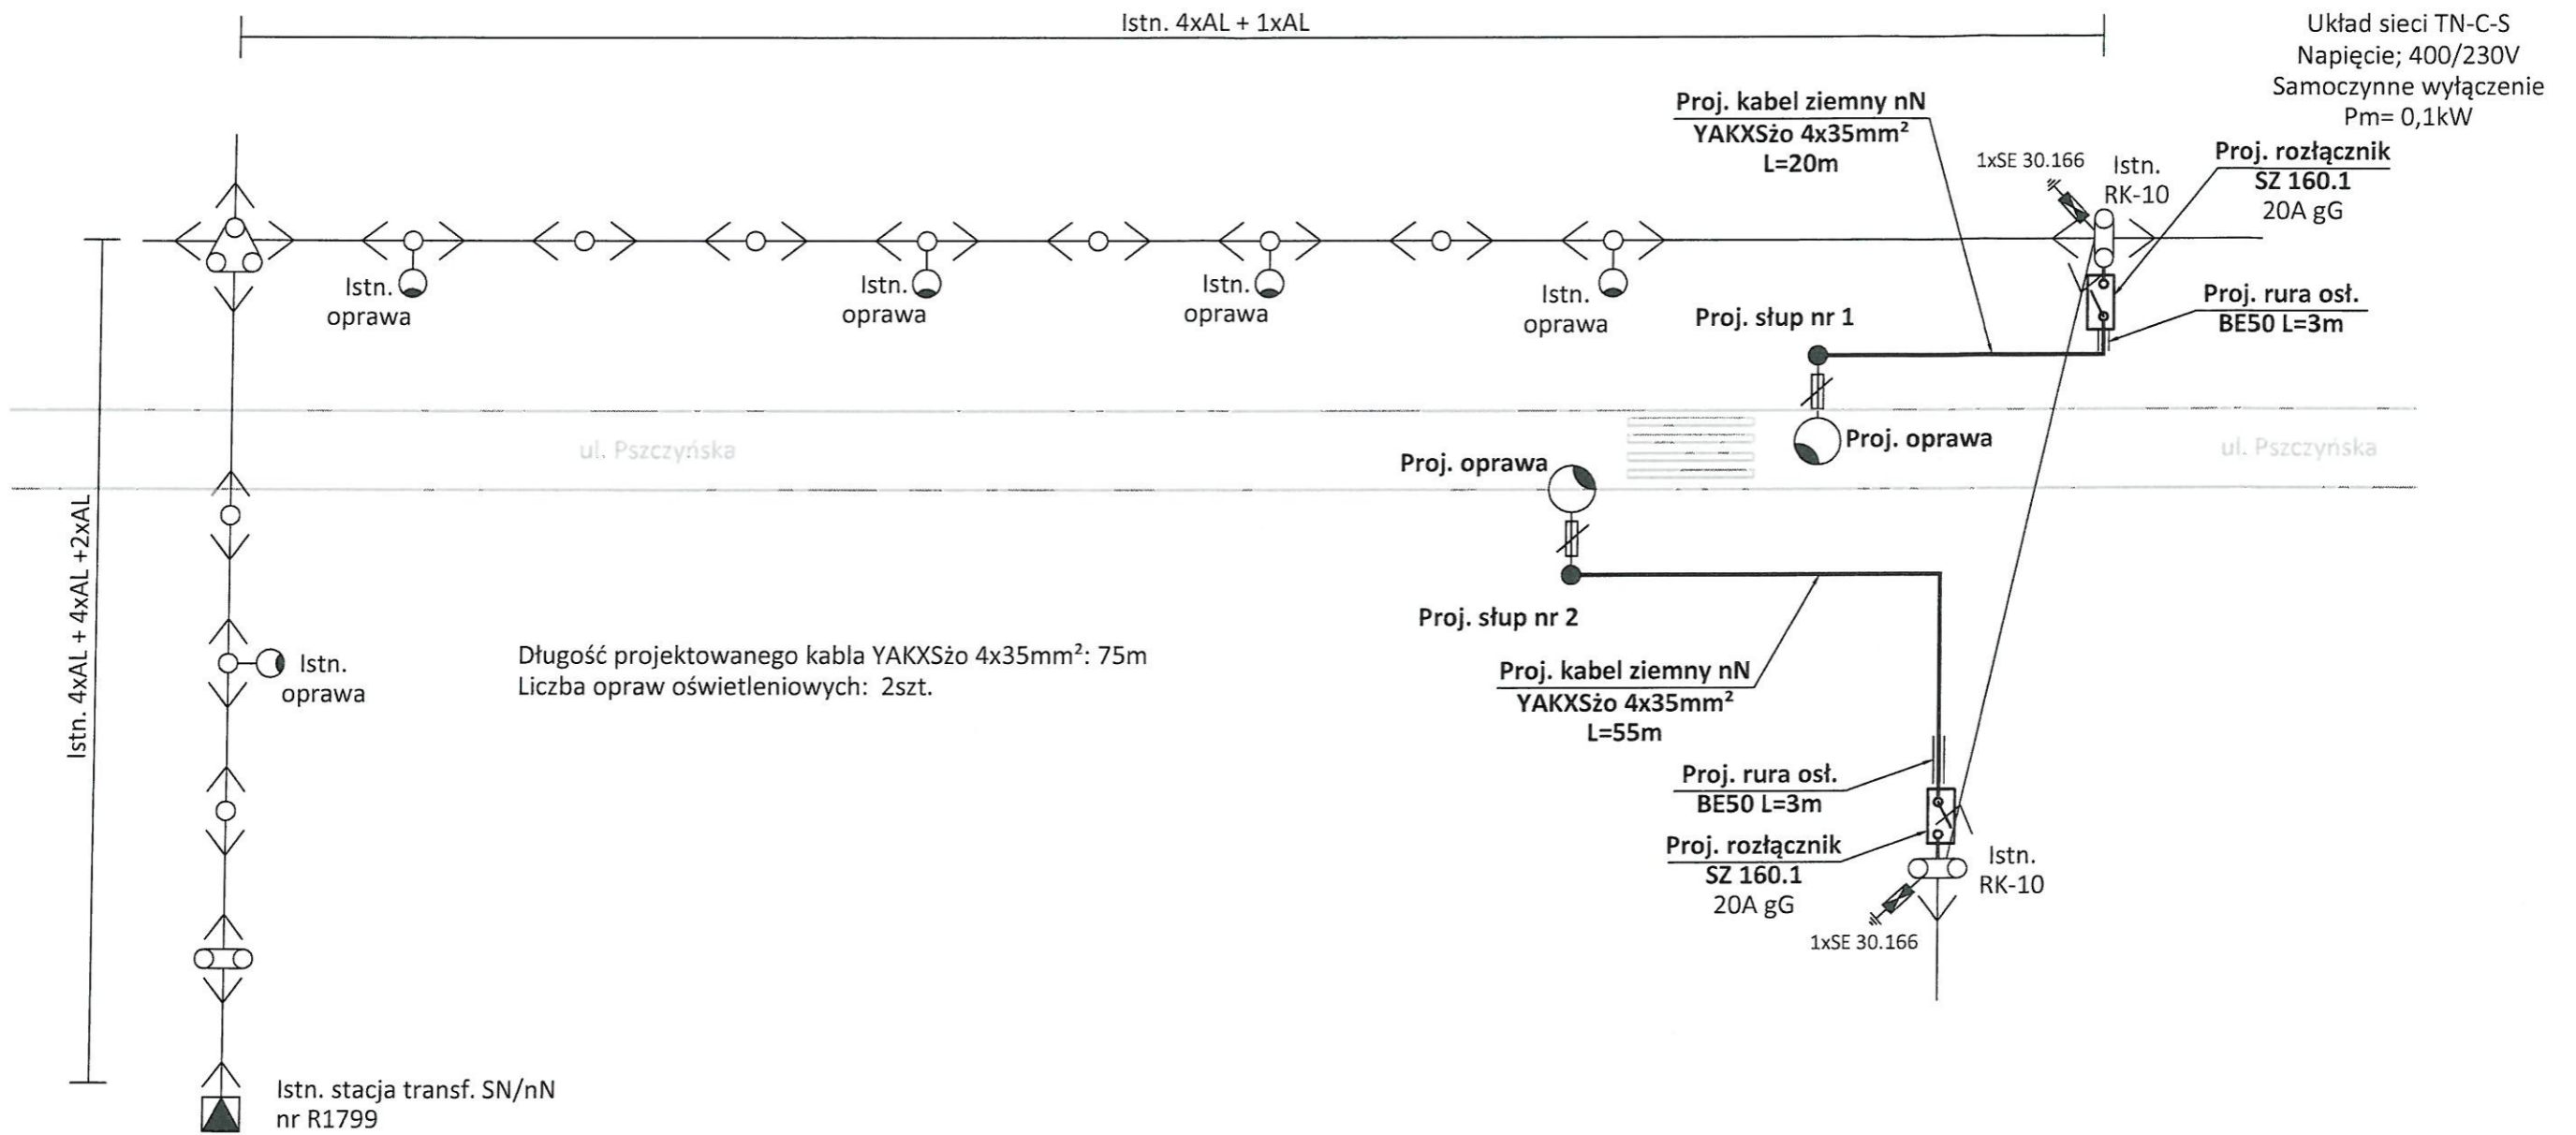 Istn. 4xAL + 1xAL
Układ sieci TN-C-S
Napięcie; 400/230V
Samoczynne wyłączenie
Pm= 0,1kW
Proj. kabel ziemny nN
YAKXSżo 4x35mm²
L=20m
1xSE 30.166
Istn.
RK-10
Proj. rozłącznik
SZ 160.1
20A gG
Istn.
oprawa
Istn.
oprawa
Istn.
oprawa
Istn.
oprawa
Proj. słup nr 1
Proj. rura osł.
BE50 L=3m
ul. Pszczyńska
Proj. oprawa
Proj. oprawa
ul. Pszczyńska
Istn. 4xAL + 4xAL +2xAL
Proj. słup nr 2
Istn.
oprawa
Długość projektowanego kabla YAKXSżo 4x35mm²: 75m
Liczba opraw oświetleniowych: 2szt.
Proj. kabel ziemny nN
YAKXSżo 4x35mm²
L=55m
Proj. rura osł.
BE50 L=3m
Proj. rozłącznik
SZ 160.1
20A gG
Istn.
RK-10
1xSE 30.166
Istn. stacja transf. SN/nN
nr R1799